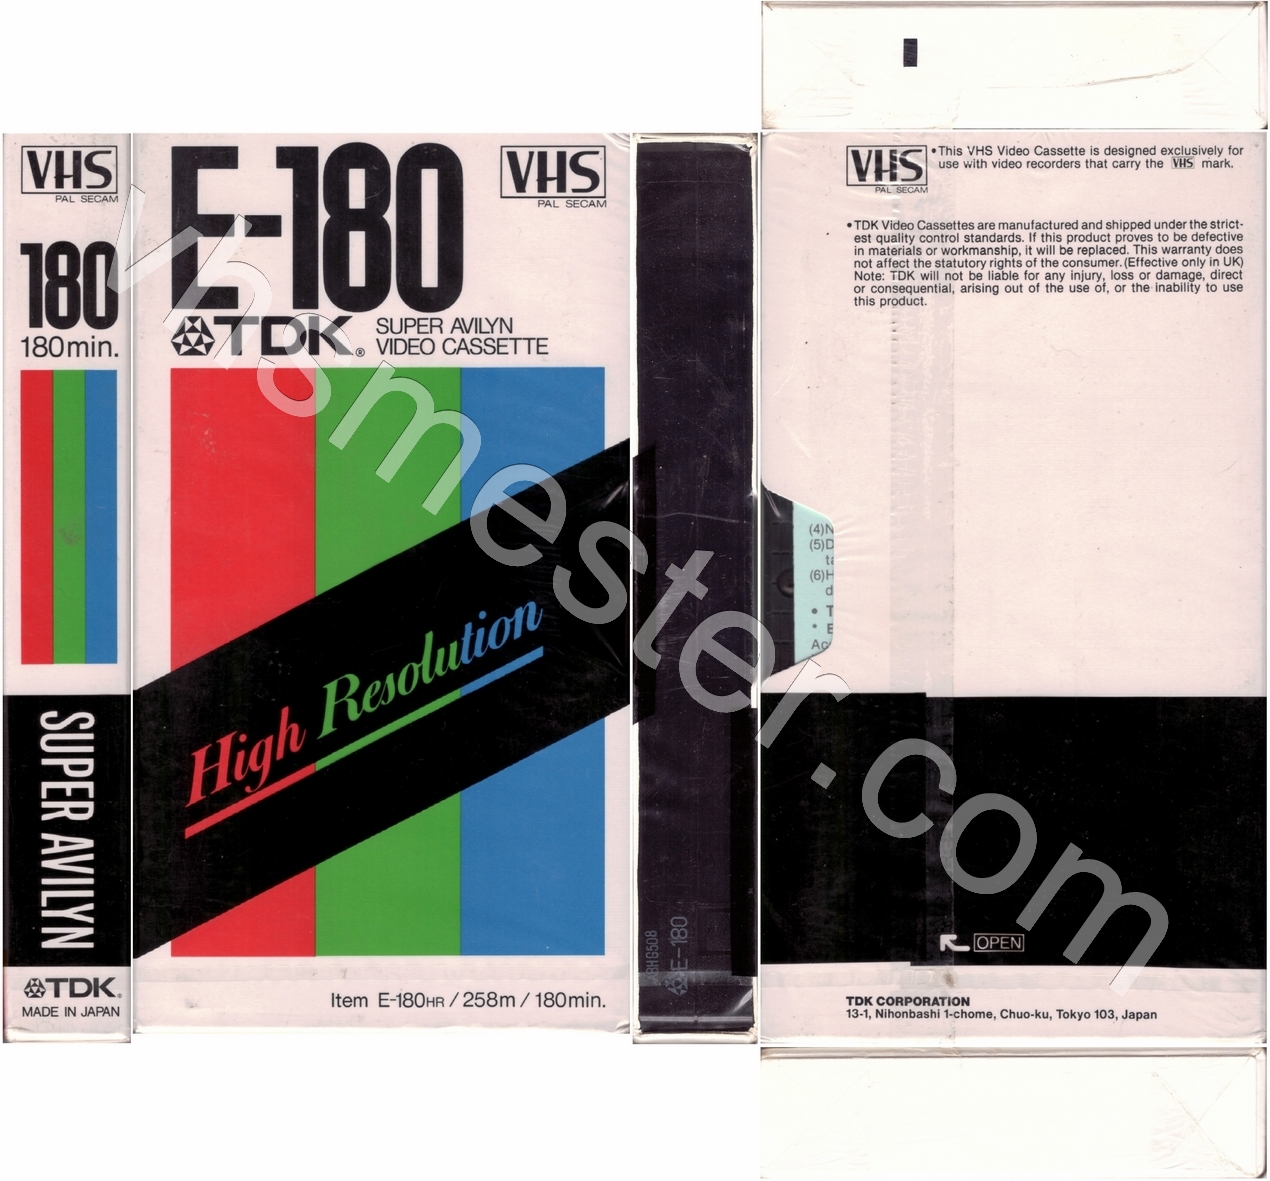 VHS
PAL SECAM
180
180min.
SUPER AVILYN
TDK®
MADE IN JAPAN
E-180
VHS
PAL SECAM
TDK®
SUPER AVILYN
VIDEO CASSETTE
High Resolution
Item E-180HR / 258m / 180min.
E-180
VHS
PAL SECAM
• This VHS Video Cassette is designed exclusively for
use with video recorders that carry the VHS mark.
• TDK Video Cassettes are manufactured and shipped under the strict-
est quality control standards. If this product proves to be defective
in materials or workmanship, it will be replaced. This warranty does
not affect the statutory rights of the consumer. (Effective only in UK)
Note: TDK will not be liable for any injury, loss or damage, direct
or consequential, arising out of the use of, or the inability to use
this product.
(4)N
(5)D
(6)H
Ac
OPEN
TDK CORPORATION
13-1, Nihonbashi 1-chome, Chuo-ku, Tokyo 103, Japan
vhsmester.com